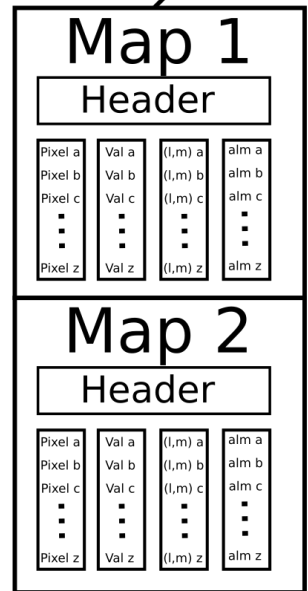 Map 1
Header
Pixel a Val a (l,m) a alm a
Pixel b Val b (l,m) b alm b
Pixel c Val c (l,m) c alm c
Pixel z Val z (l,m) z alm z
Map 2
Header
Pixel a Val a (l,m) a alm a
Pixel b Val b (l,m) b alm b
Pixel c Val c (l,m) c alm c
Pixel z Val z (l,m) z alm z